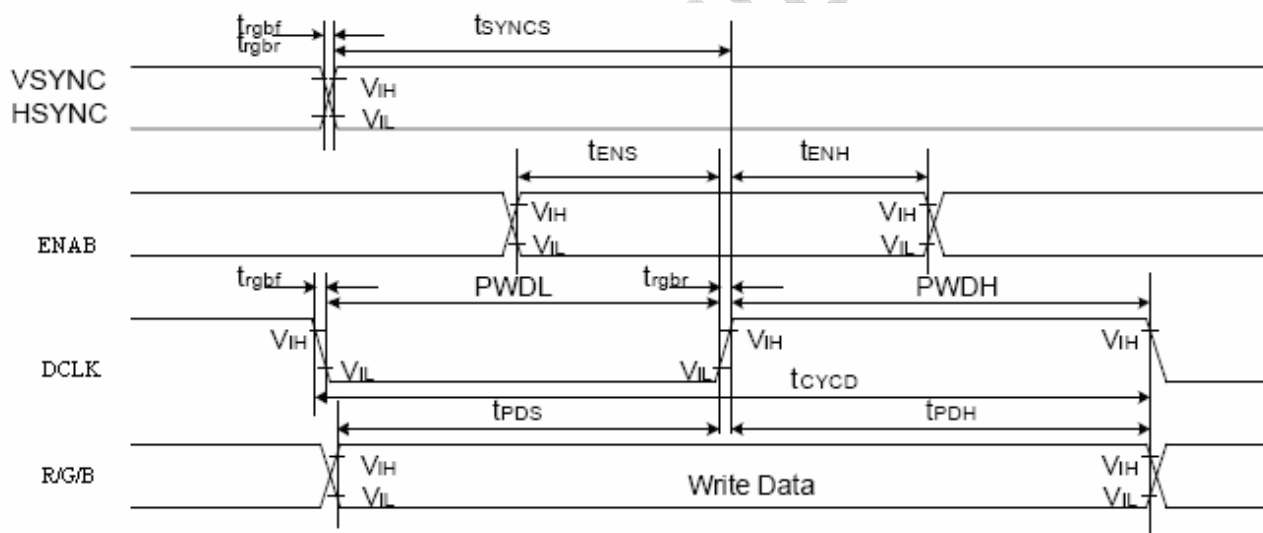 trgbf
trgbr
tSYNCS
VSYNC
HSYNC
VIH
VIL
tENS
tENH
ENAB
VIH
VIL
VIH
VIL
trgbf
PWDL
trgbr
PWDH
DCLK
VIH
VIL
VIL
VIH
VIH
tCYCD
tPDS
tPDH
R/G/B
VIH
VIL
Write Data
VIH
VIL